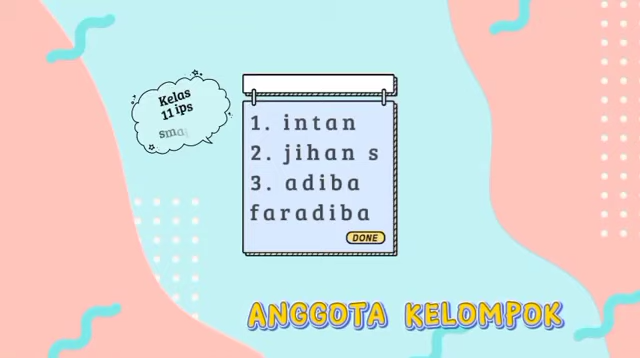 Kelas
11 ips
1. intan
2. jihan s
3. adiba
faradiba
DONE
ANGGOTA KELOMPOK